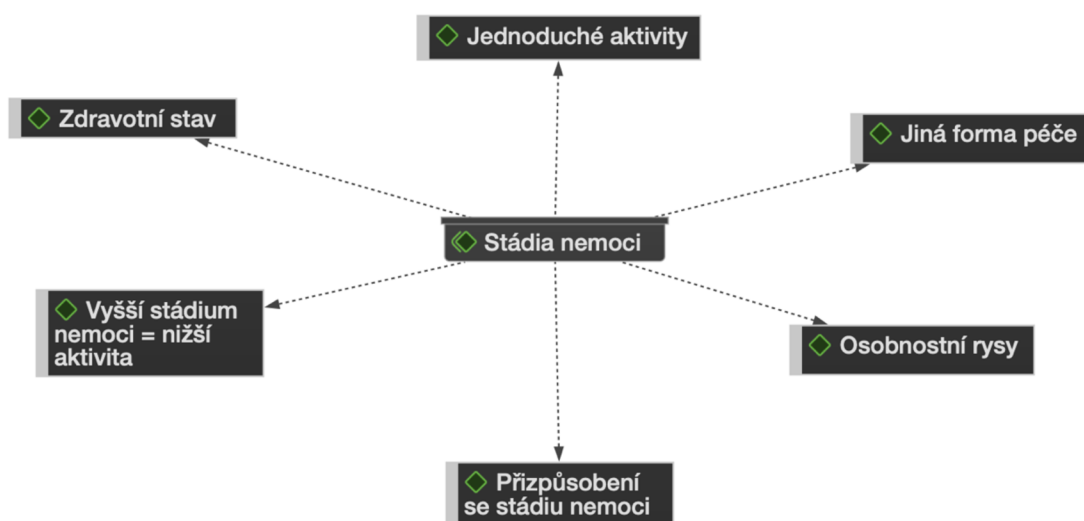 Jednoduché aktivity
Zdravotní stav
Jiná forma péče
Stádia nemoci
Vyšší stádium
nemoci = nižší
aktivita
Osobnostní rysy
Přizpůsobení
se stádiu nemoci